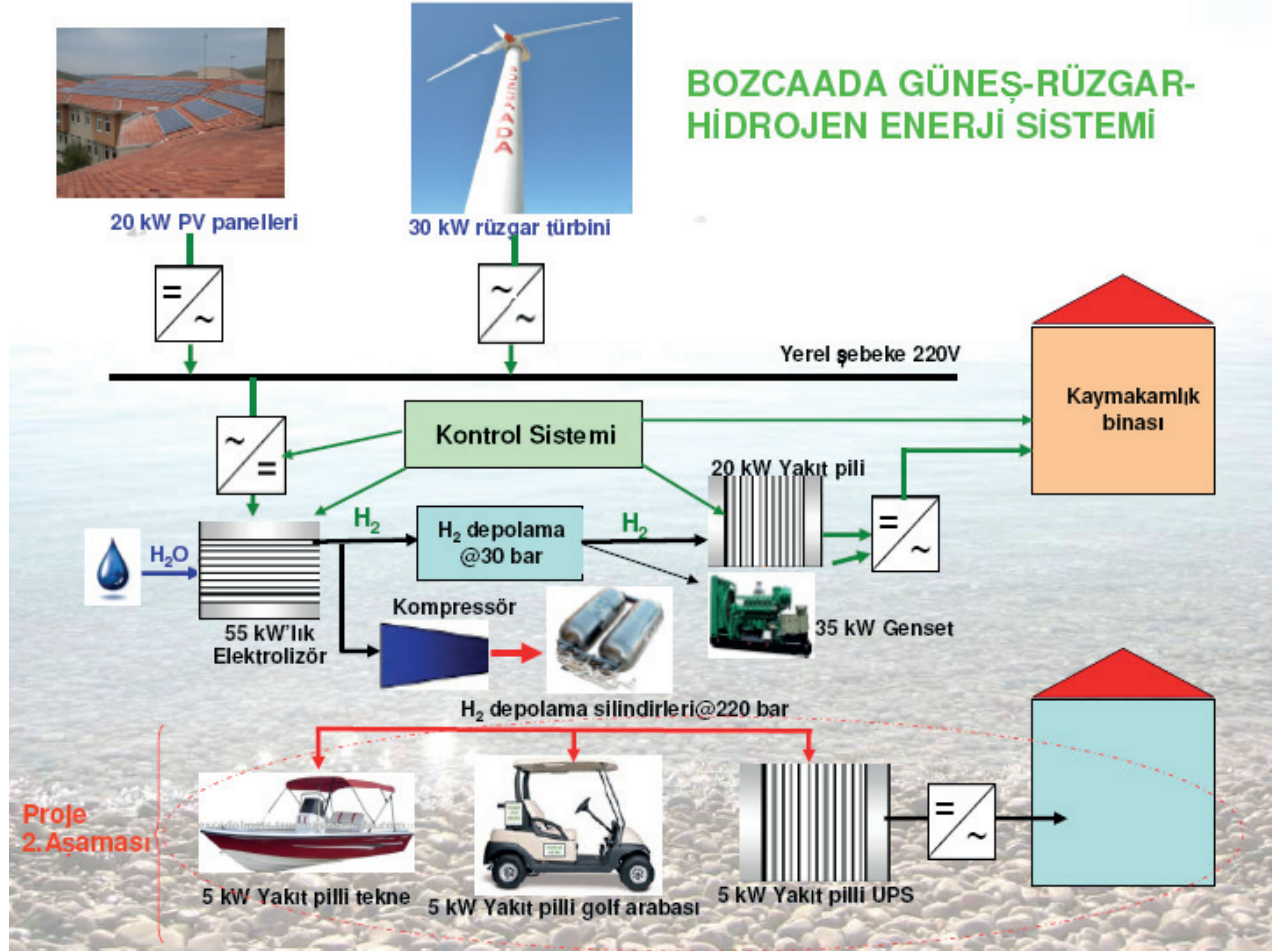 BOZCAADA GÜNEŞ-RÜZGAR-
HİDROJEN ENERJİ SİSTEMİ
20 kW PV panelleri
30 kW rüzgar türbini
=
~
~
~
Yerel şebeke 220V
Kaymakamlık
binası
Kontrol Sistemi
~
=
20 kW Yakıt pili
H₂O
H₂
H₂ depolama
@30 bar
H₂
=
~
55 kW'lık
Elektrolizör
Kompressör
35 kW Genset
H₂ depolama silindirleri@220 bar
Proje
2.Aşaması
=
~
5 kW Yakıt pilli tekne
5 kW Yakıt pilli golf arabası
5 kW Yakıt pilli UPS